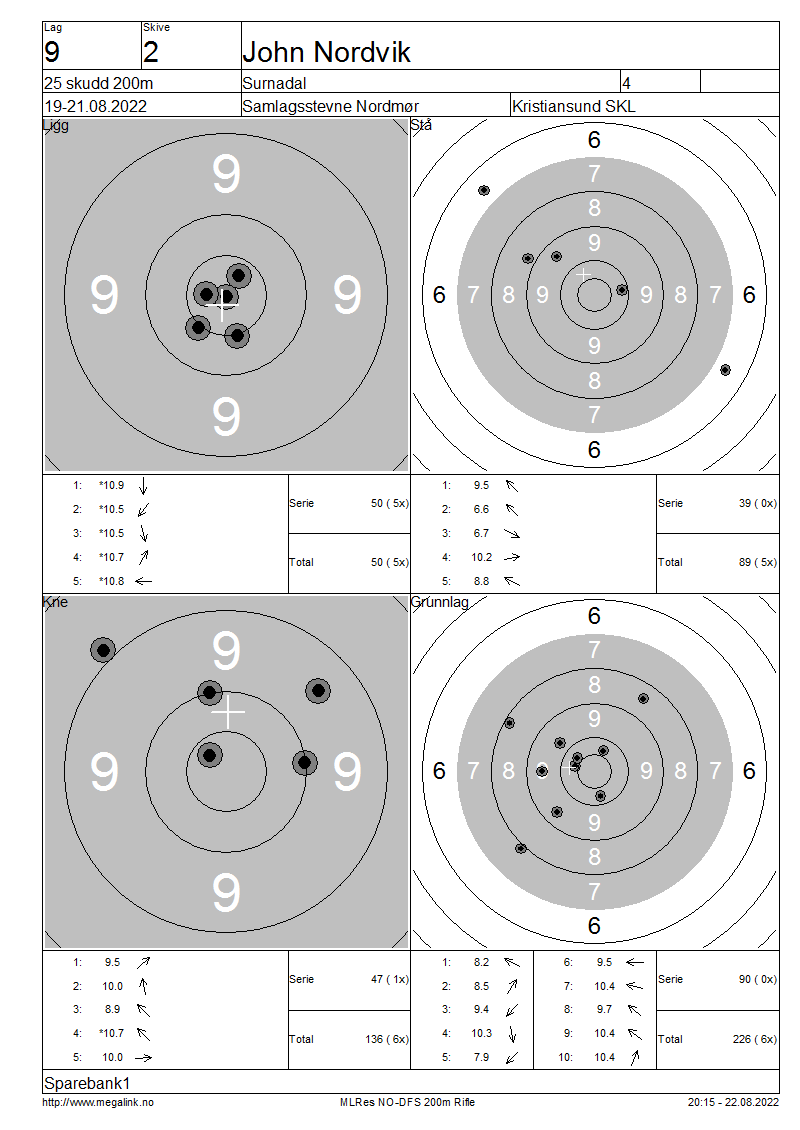 Lag Skive
9 2 John Nordvik
25 skudd 200m Surnadal 4
19-21.08.2022 Samlagsstevne Nordmør Kristiansund SKL
Ligg
9
9 9
9
Stå
6
7
8
9
6 7 8 9 9 8 7 6
9
8
7
6
1: *10.9
2: *10.5
3: *10.5
4: *10.7
5: *10.8
Serie 50 ( 5x)
Total 50 ( 5x)
1: 9.5
2: 6.6
3: 6.7
4: 10.2
5: 8.8
Serie 39 ( 0x)
Total 89 ( 5x)
Kne
9
9 9
9
Grunnlag
6
7
8
9
6 7 8 9 9 8 7 6
9
8
7
6
1: 9.5
2: 10.0
3: 8.9
4: *10.7
5: 10.0
Serie 47 ( 1x)
Total 136 ( 6x)
1: 8.2
2: 8.5
3: 9.4
4: 10.3
5: 7.9
6: 9.5
7: 10.4
8: 9.7
9: 10.4
10: 10.4
Serie 90 ( 0x)
Total 226 ( 6x)
Sparebank1
http://www.megalink.no MLRes NO-DFS 200m Rifle 20:15 - 22.08.2022